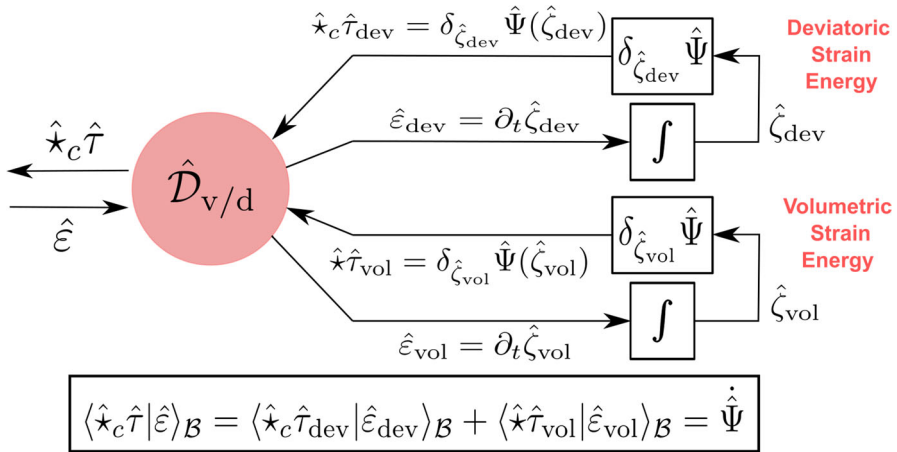 ⋆̂_c τ̂_dev = δ_ζ̂_dev Ψ̂(ζ̂_dev)
δ_ζ̂_dev Ψ̂
Deviatoric
Strain
Energy
ε̂_dev = ∂_t ζ̂_dev
∫
ζ̂_dev
⋆̂_c τ̂
ε̂
𝒟̂_v/d
⋆̂τ̂_vol = δ_ζ̂_vol Ψ̂(ζ̂_vol)
δ_ζ̂_vol Ψ̂
Volumetric
Strain
Energy
ε̂_vol = ∂_t ζ̂_vol
∫
ζ̂_vol
⟨⋆̂_c τ̂|ε̂⟩_ℬ = ⟨⋆̂_c τ̂_dev|ε̂_dev⟩_ℬ + ⟨⋆̂τ̂_vol|ε̂_vol⟩_ℬ = Ψ̂̇